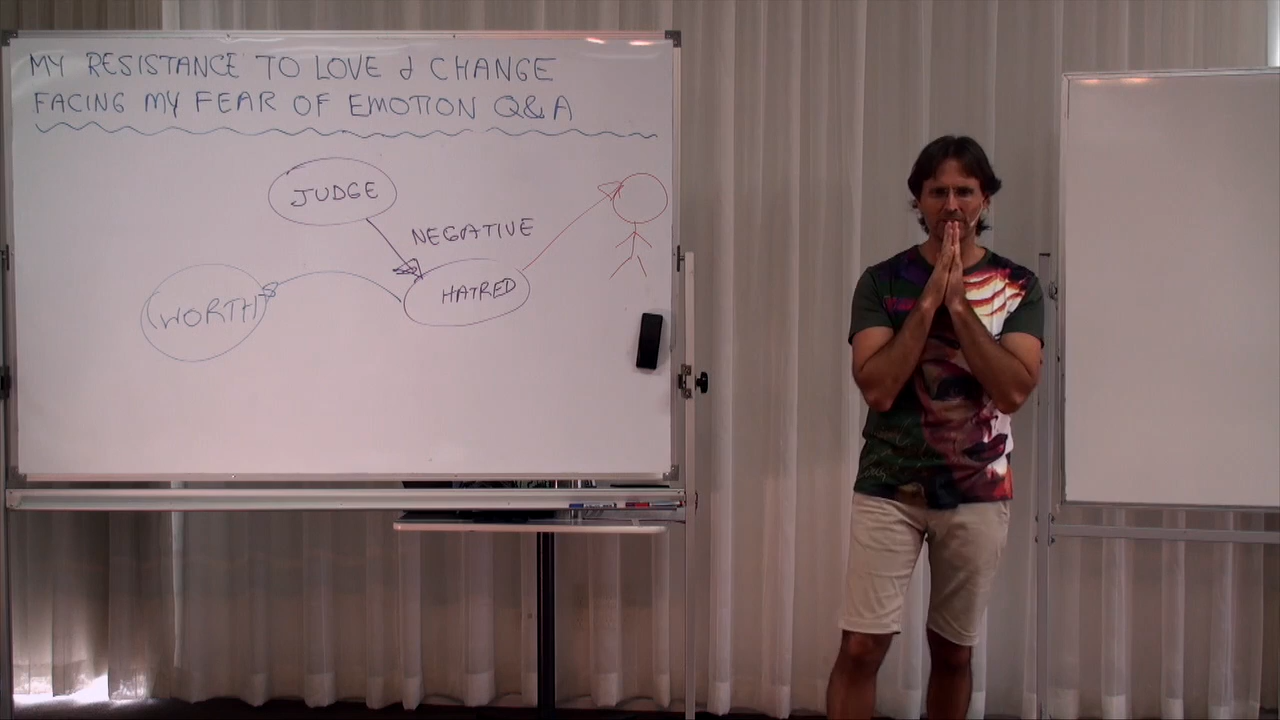 MY RESISTANCE TO LOVE & CHANGE
FACING MY FEAR OF EMOTION Q&A
JUDGE
NEGATIVE
HATRED
WORTH